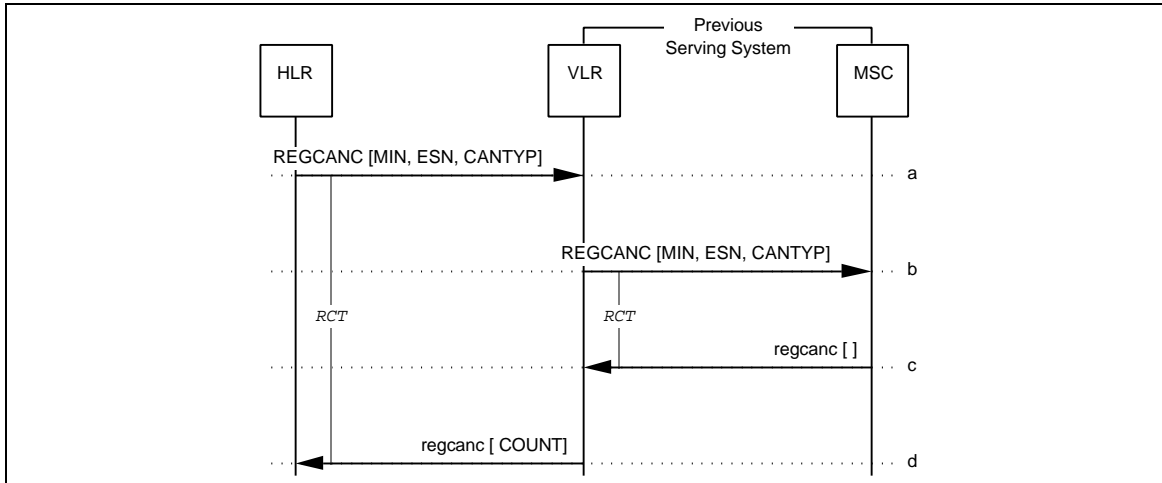 Previous
Serving System
HLR
VLR
MSC
REGCANC [MIN, ESN, CANTYP]
a
REGCANC [MIN, ESN, CANTYP]
b
RCT
RCT
regcanc [ ]
c
regcanc [ COUNT]
d